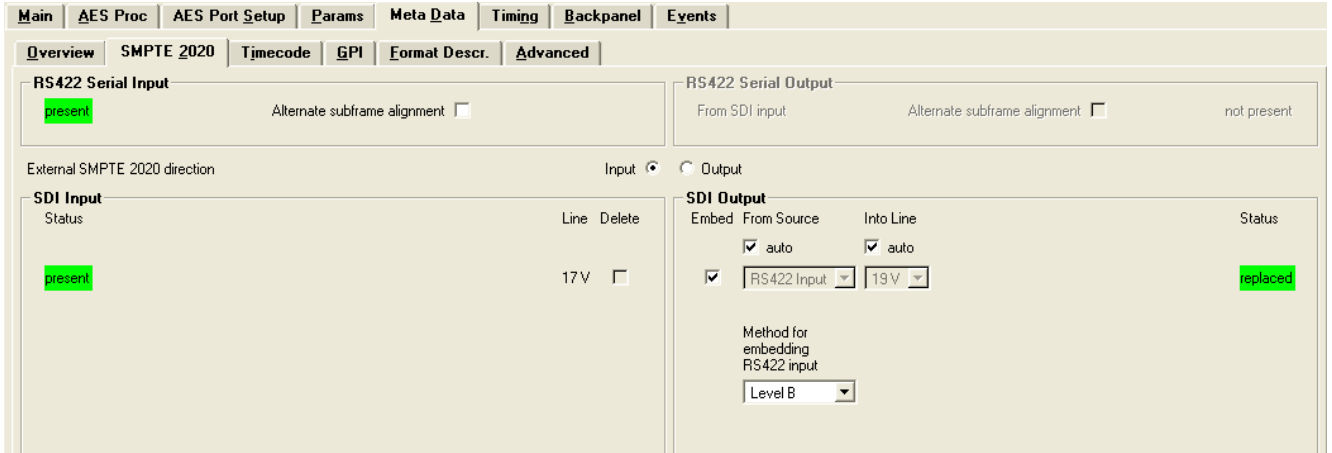 Main AES Proc AES Port Setup Params Meta Data Timing Backpanel Events
Overview SMPTE 2020 Timecode GPI Format Descr. Advanced
RS422 Serial Input
present Alternate subframe alignment
RS422 Serial Output
From SDI input Alternate subframe alignment not present
External SMPTE 2020 direction Input Output
SDI Input
Status Line Delete
present 17 V
SDI Output
Embed From Source Into Line Status
auto auto
RS422 Input 19 V replaced
Method for
embedding
RS422 input
Level B